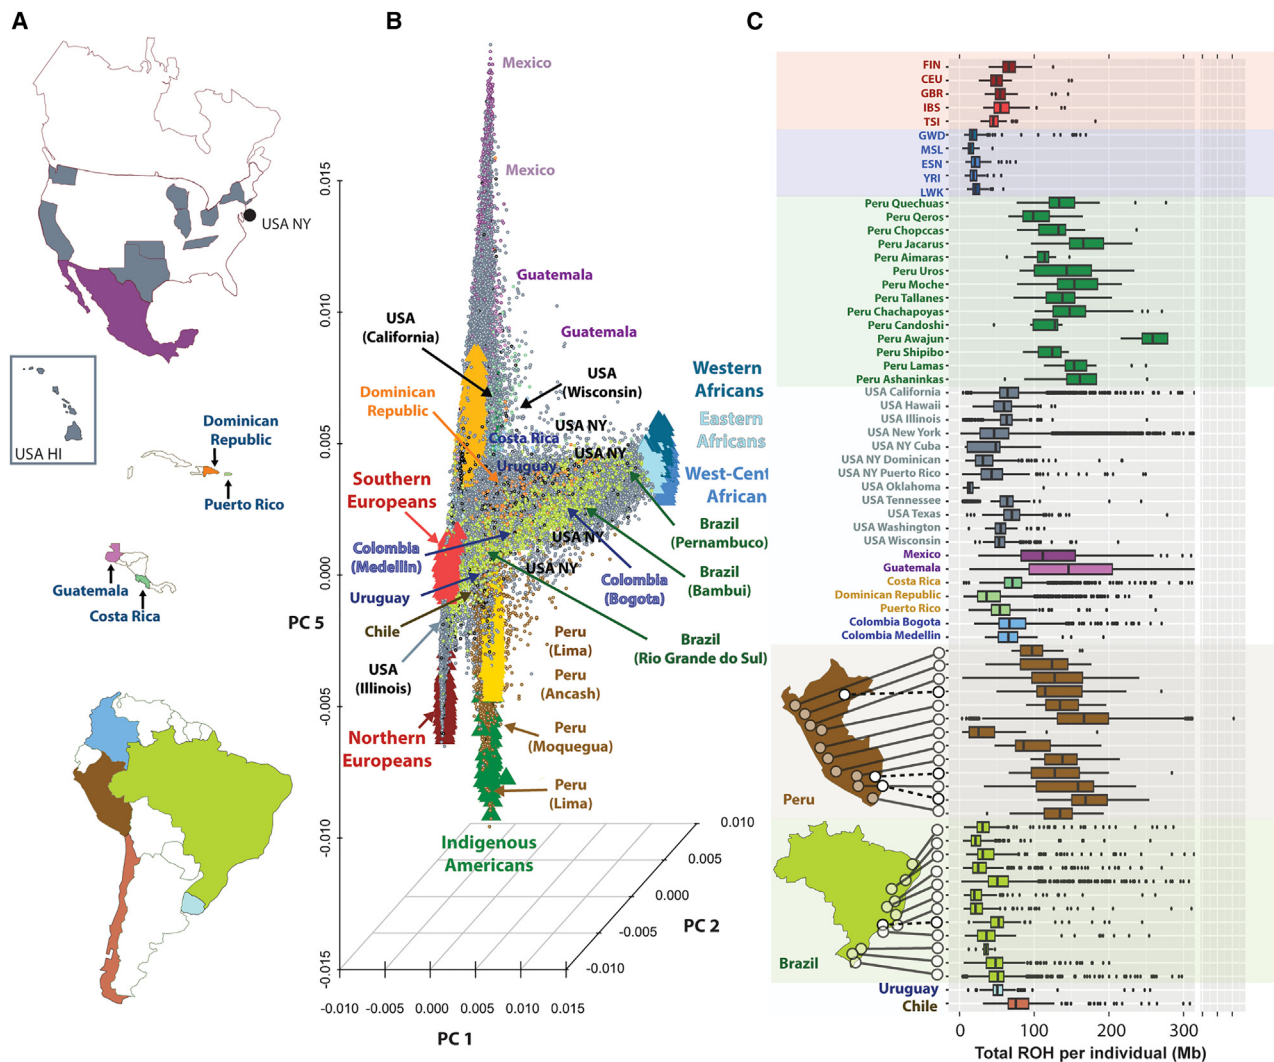 A
B
C
USA NY
USA HI
Dominican
Republic
Puerto Rico
Guatemala
Costa Rica
Mexico
Mexico
Guatemala
Guatemala
USA
(California)
USA
(Wisconsin)
Dominican
Republic
Costa Rica
USA NY
USA NY
Uruguay
Western
Africans
Eastern
Africans
West-Cent
African
Southern
Europeans
Colombia
(Medellin)
USA NY
USA NY
Brazil
(Pernambuco)
Brazil
(Bambui)
Colombia
(Bogota)
Uruguay
Chile
Brazil
(Rio Grande do Sul)
USA
(Illinois)
Peru
(Lima)
Peru
(Ancash)
Peru
(Moquegua)
Peru
(Lima)
Northern
Europeans
Indigenous
Americans
PC 5
0.015
0.010
0.005
0.000
-0.005
-0.010
-0.015
PC 2
0.010
0.005
0.000
-0.005
-0.010
-0.010 -0.005 0.000 0.005 0.010 0.015
PC 1
FIN
CEU
GBR
IBS
TSI
GWD
MSL
ESN
YRI
LWK
Peru Quechuas
Peru Qeros
Peru Chopccas
Peru Jacarus
Peru Aimaras
Peru Uros
Peru Moche
Peru Tallanes
Peru Chachapoyas
Peru Candoshi
Peru Awajun
Peru Shipibo
Peru Lamas
Peru Ashaninkas
USA California
USA Hawaii
USA Illinois
USA New York
USA NY Cuba
USA NY Dominican
USA NY Puerto Rico
USA Oklahoma
USA Tennessee
USA Texas
USA Washington
USA Wisconsin
Mexico
Guatemala
Costa Rica
Dominican Republic
Puerto Rico
Colombia Bogota
Colombia Medellin
Peru
Brazil
Uruguay
Chile
0 100 200 300
Total ROH per individual (Mb)